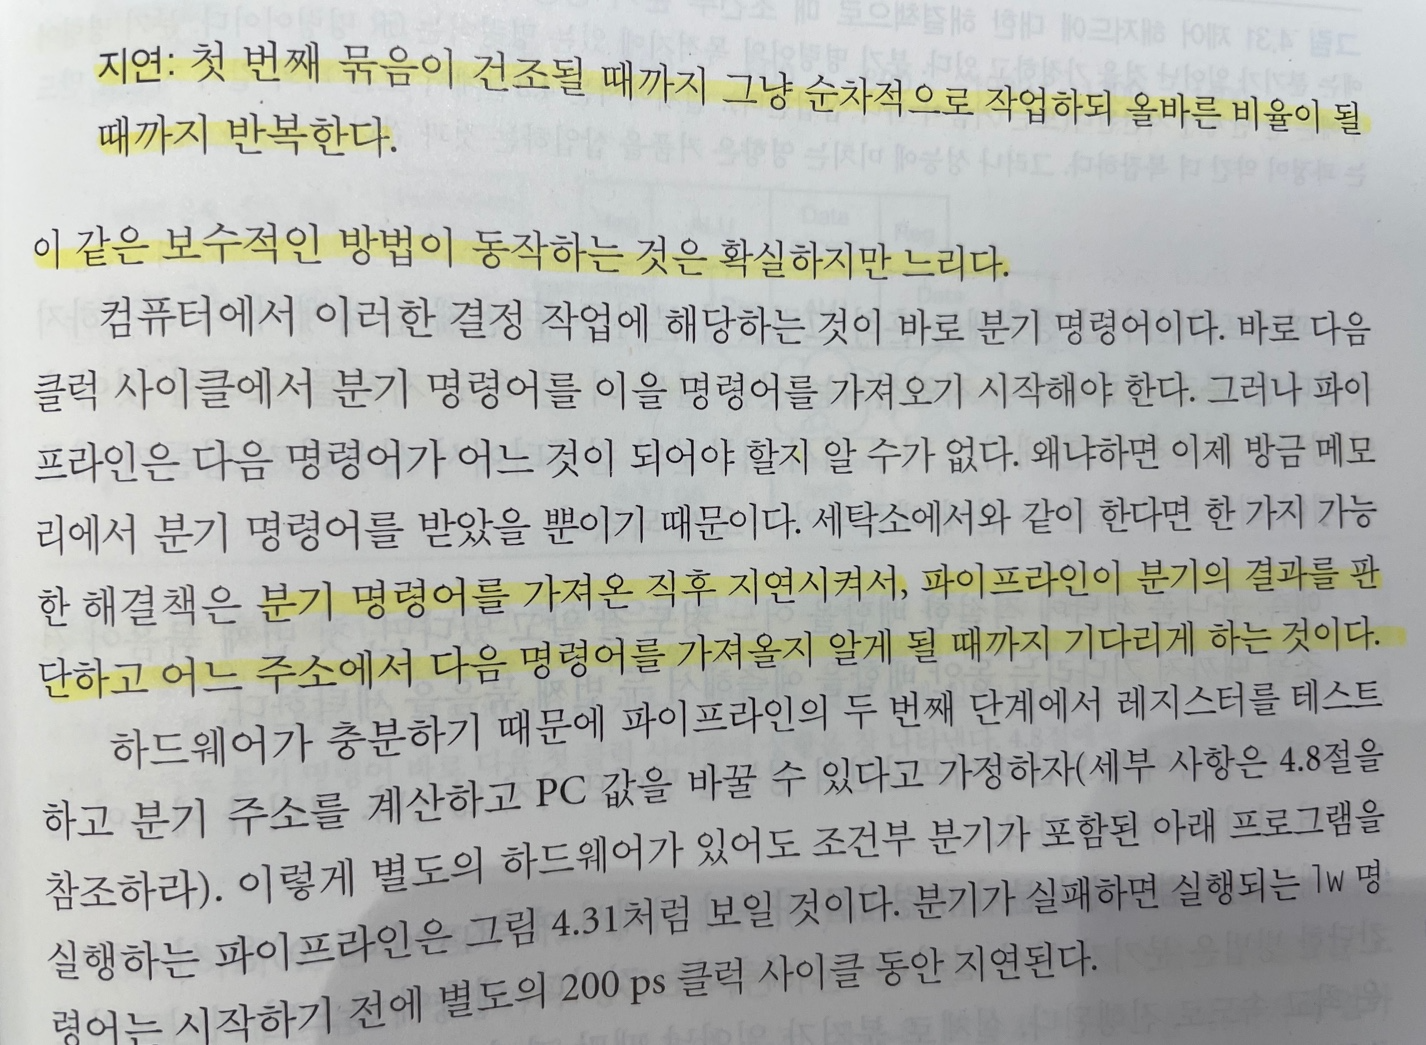 지연: 첫 번째 묶음이 건조될 때까지 그냥 순차적으로 작업하되 올바른 비율이 될
때까지 반복한다.
이 같은 보수적인 방법이 동작하는 것은 확실하지만 느리다.
컴퓨터에서 이러한 결정 작업에 해당하는 것이 바로 분기 명령어이다. 바로 다음
클럭 사이클에서 분기 명령어를 이을 명령어를 가져오기 시작해야 한다. 그러나 파이
프라인은 다음 명령어가 어느 것이 되어야 할지 알 수가 없다. 왜냐하면 이제 방금 메모
리에서 분기 명령어를 받았을 뿐이기 때문이다. 세탁소에서와 같이 한다면 한 가지 가능
한 해결책은 분기 명령어를 가져온 직후 지연시켜서, 파이프라인이 분기의 결과를 판
단하고 어느 주소에서 다음 명령어를 가져올지 알게 될 때까지 기다리게 하는 것이다.
하드웨어가 충분하기 때문에 파이프라인의 두 번째 단계에서 레지스터를 테스트
하고 분기 주소를 계산하고 PC 값을 바꿀 수 있다고 가정하자(세부 사항은 4.8절을
참조하라). 이렇게 별도의 하드웨어가 있어도 조건부 분기가 포함된 아래 프로그램을
실행하는 파이프라인은 그림 4.31처럼 보일 것이다. 분기가 실패하면 실행되는 lw 명
령어는 시작하기 전에 별도의 200 ps 클럭 사이클 동안 지연된다.